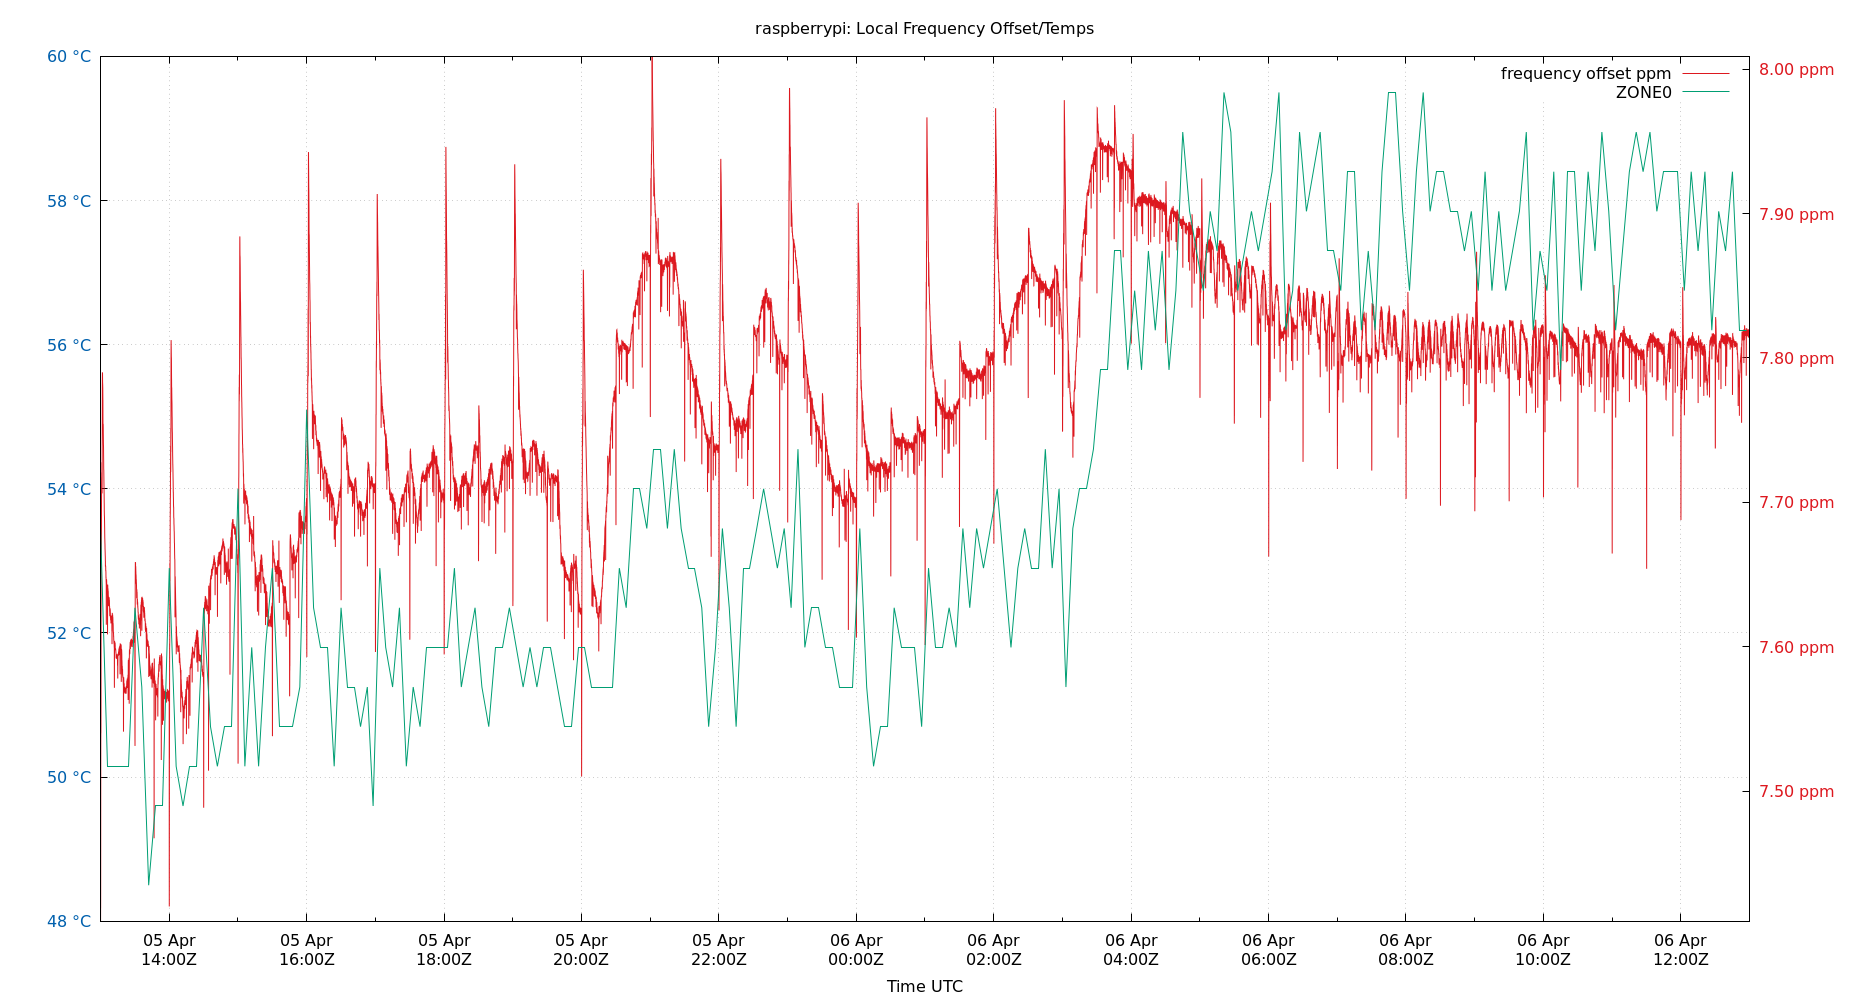 raspberrypi: Local Frequency Offset/Temps
60 °C
58 °C
56 °C
54 °C
52 °C
50 °C
48 °C
frequency offset ppm
ZONE0
8.00 ppm
7.90 ppm
7.80 ppm
7.70 ppm
7.60 ppm
7.50 ppm
05 Apr
14:00Z
05 Apr
16:00Z
05 Apr
18:00Z
05 Apr
20:00Z
05 Apr
22:00Z
06 Apr
00:00Z
06 Apr
02:00Z
06 Apr
04:00Z
06 Apr
06:00Z
06 Apr
08:00Z
06 Apr
10:00Z
06 Apr
12:00Z
Time UTC